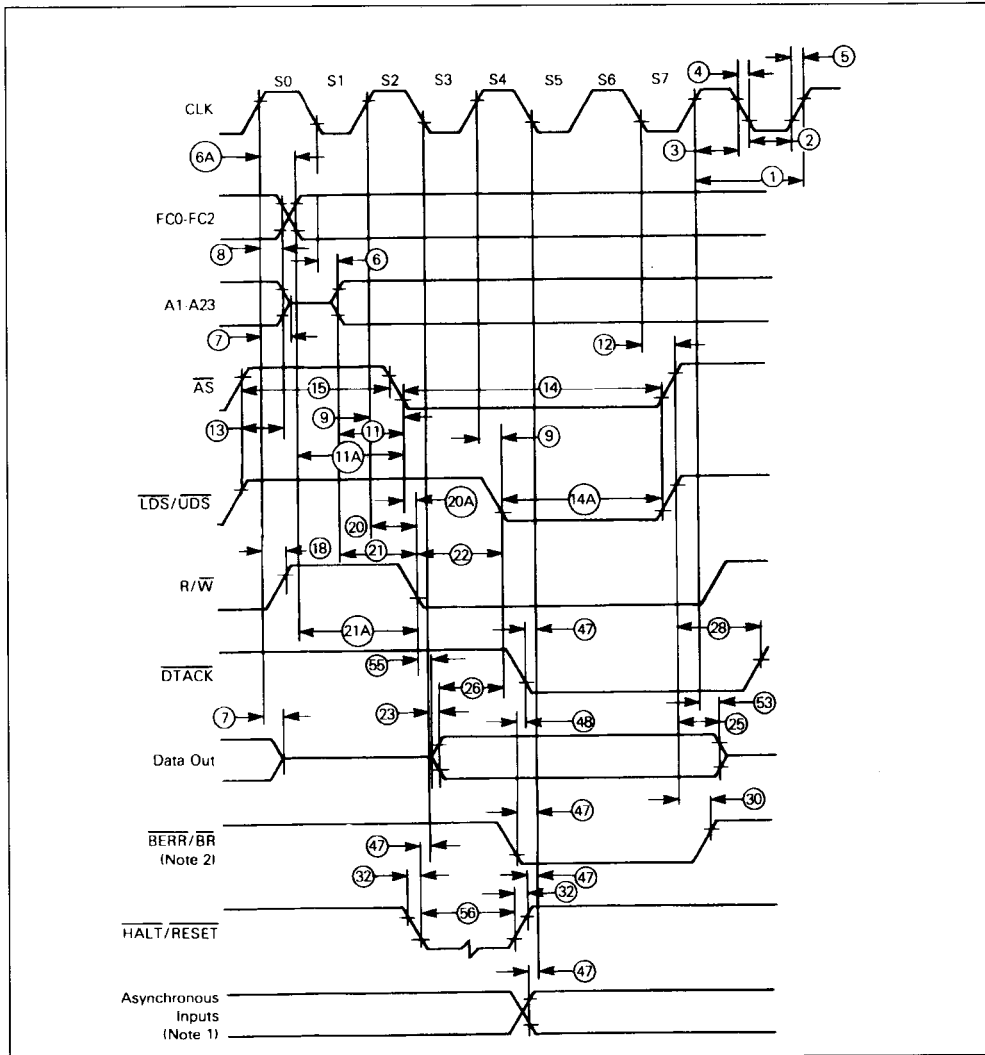 S0 S1 S2 S3 S4 S5 S6 S7 4 5
CLK
3 2
6A 1
FC0-FC2
8 6
A1-A23
7 12
AS 15 14
13 9 11 9
11A
LDS/UDS 20A 14A
20
18 21 22
R/W
21A 47 28
55
DTACK
26
23 53
7 48 25
Data Out
47 30
BERR/BR
(Note 2) 47
32 47
32
56
HALT/RESET
47
Asynchronous
Inputs
(Note 1)